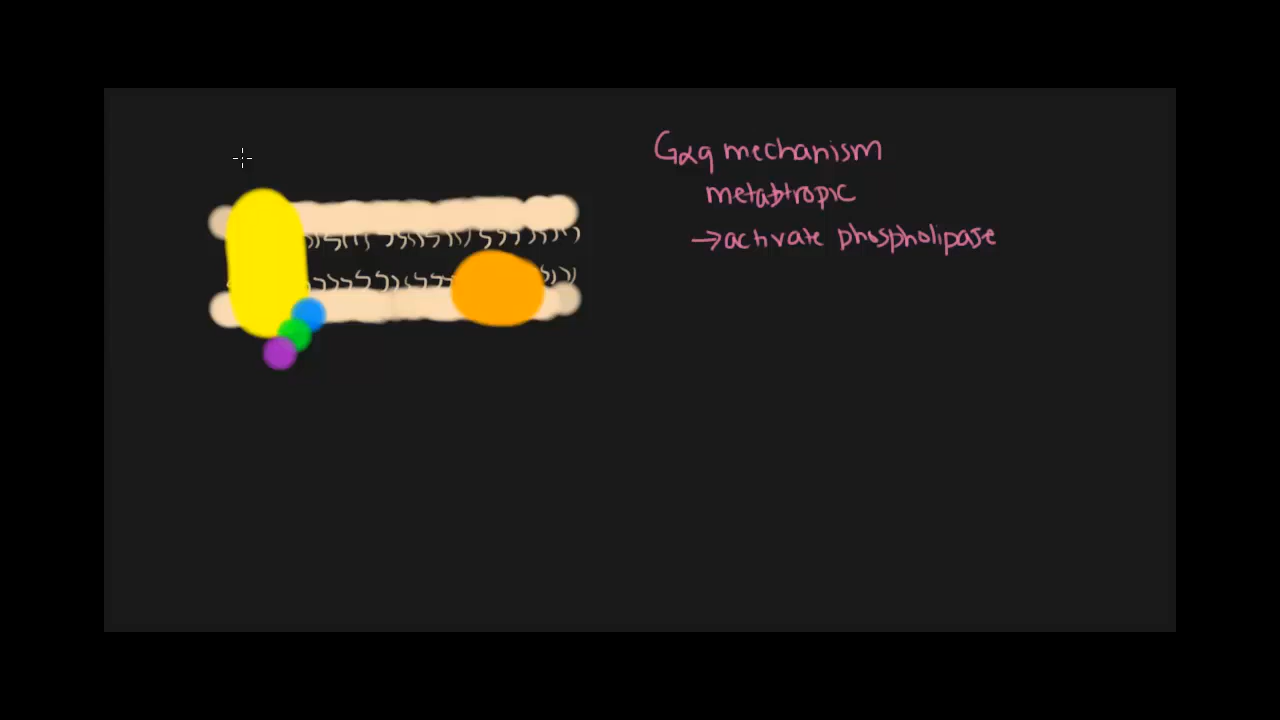 Gαq mechanism
metabtropic
→activate phospholipase